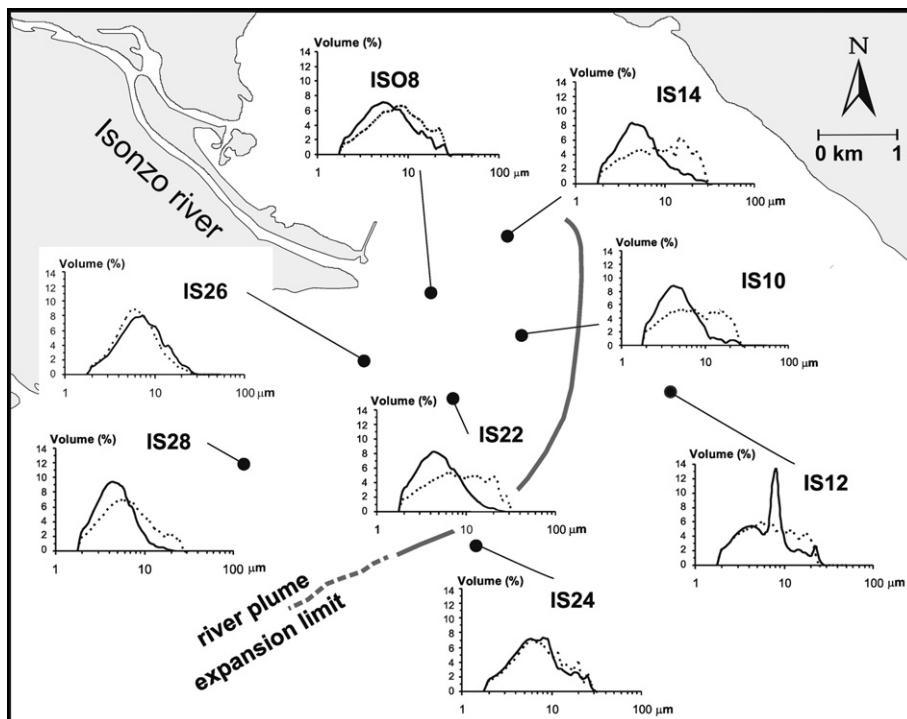 Volume (%)
14
12
10
8
6
4
2
0
1
10
100 μm
ISO8
Volume (%)
14
12
10
8
6
4
2
0
1
10
100 μm
IS14
N
0 km 1
Isonzo river
Volume (%)
14
12
10
8
6
4
2
0
1
10
100 μm
IS26
Volume (%)
14
12
10
8
6
4
2
0
1
10
100 μm
IS10
Volume (%)
14
12
10
8
6
4
2
0
1
10
100 μm
IS28
Volume (%)
14
12
10
8
6
4
2
0
1
10
100 μm
IS22
Volume (%)
14
12
10
8
6
4
2
0
1
10
100 μm
IS12
river plume
expansion limit
Volume (%)
14
12
10
8
6
4
2
0
1
10
100 μm
IS24